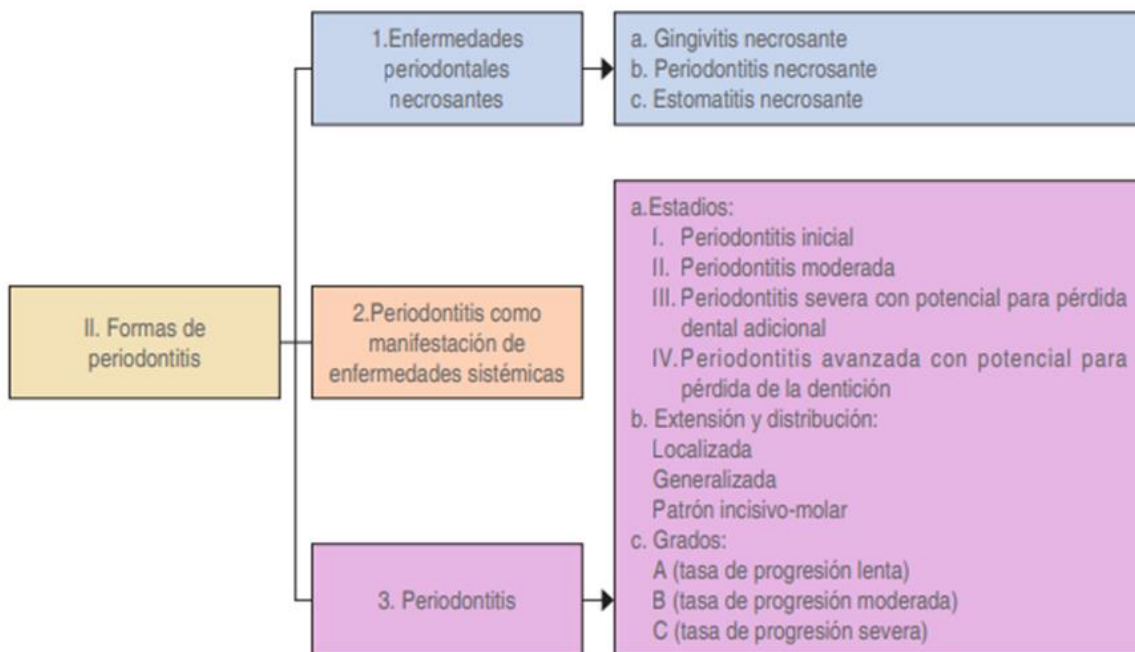 II. Formas de
periodontitis
1.Enfermedades
periodontales
necrosantes
a. Gingivitis necrosante
b. Periodontitis necrosante
c. Estomatitis necrosante
2.Periodontitis como
manifestación de
enfermedades sistémicas
3. Periodontitis
a.Estadios:
I. Periodontitis inicial
II. Periodontitis moderada
III. Periodontitis severa con potencial para pérdida
dental adicional
IV. Periodontitis avanzada con potencial para
pérdida de la dentición
b. Extensión y distribución:
Localizada
Generalizada
Patrón incisivo-molar
c. Grados:
A (tasa de progresión lenta)
B (tasa de progresión moderada)
C (tasa de progresión severa)